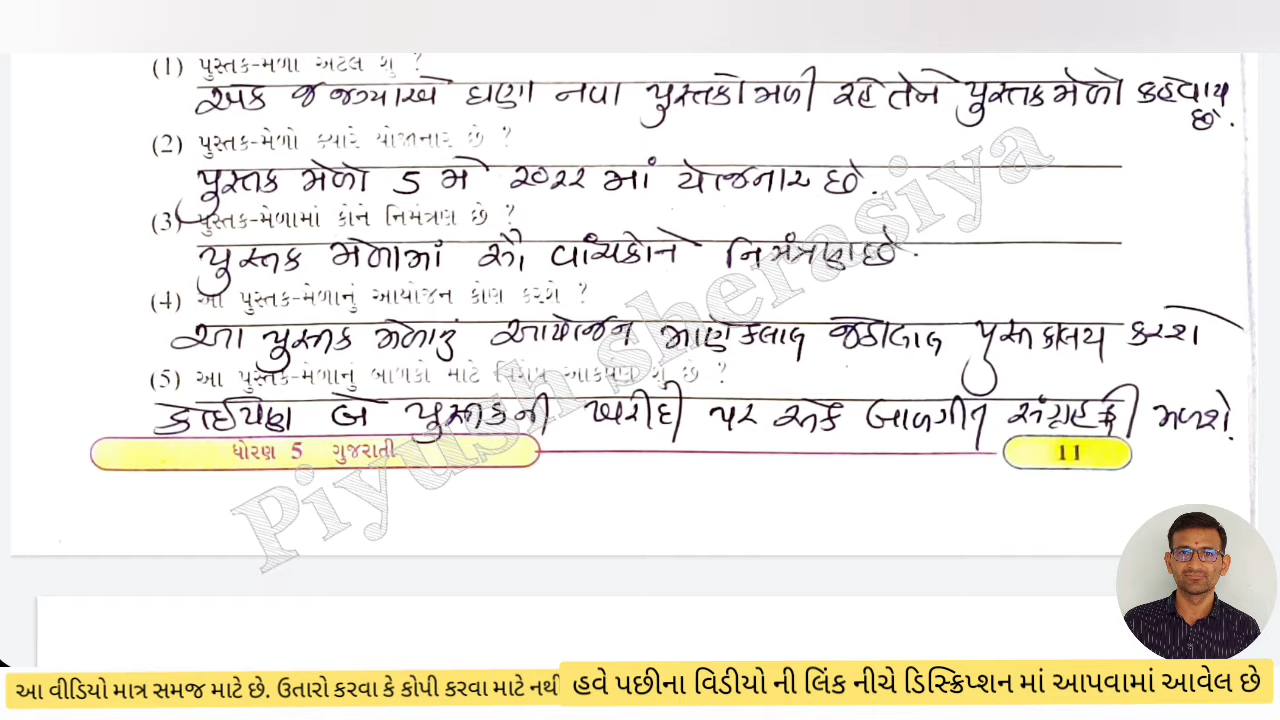 (1) પુસ્તક-મેળો એટલે શું ?
એક જ જગ્યાએ ઘણા નવા પુસ્તકો મળી રહે તેને પુસ્તક મેળો કહેવાય
છે.
(2) પુસ્તક-મેળો ક્યારે યોજાનાર છે ?
પુસ્તક મેળો 5 મે ૨૦૨૨ માં યોજનાર છે.
(3) પુસ્તક-મેળામાં કોને નિમંત્રણ છે ?
પુસ્તક મેળામાં સૌ વાંચકોને નિમંત્રણ છે.
(4) આ પુસ્તક-મેળાનું આયોજન કોણ કરશે ?
આ પુસ્તક મેળાનું આયોજન માણેકલાલ જેઠાલાલ પુસ્તકાલય કરશે
(5) આ પુસ્તક-મેળાનું બાળકો માટે વિશેષ આકર્ષણ શું છે ?
કોઈપણ બે પુસ્તકની ખરીદી પર એક બાળગીત સંગ્રહ ફ્રી મળશે.
ધોરણ 5 ગુજરાતી
11
Piyush sherasiya
આ વીડિયો માત્ર સમજ માટે છે. ઉતારો કરવા કે કોપી કરવા માટે નથી
હવે પછીના વિડીયો ની લિંક નીચે ડિસ્ક્રિપ્શન માં આપવામાં આવેલ છે